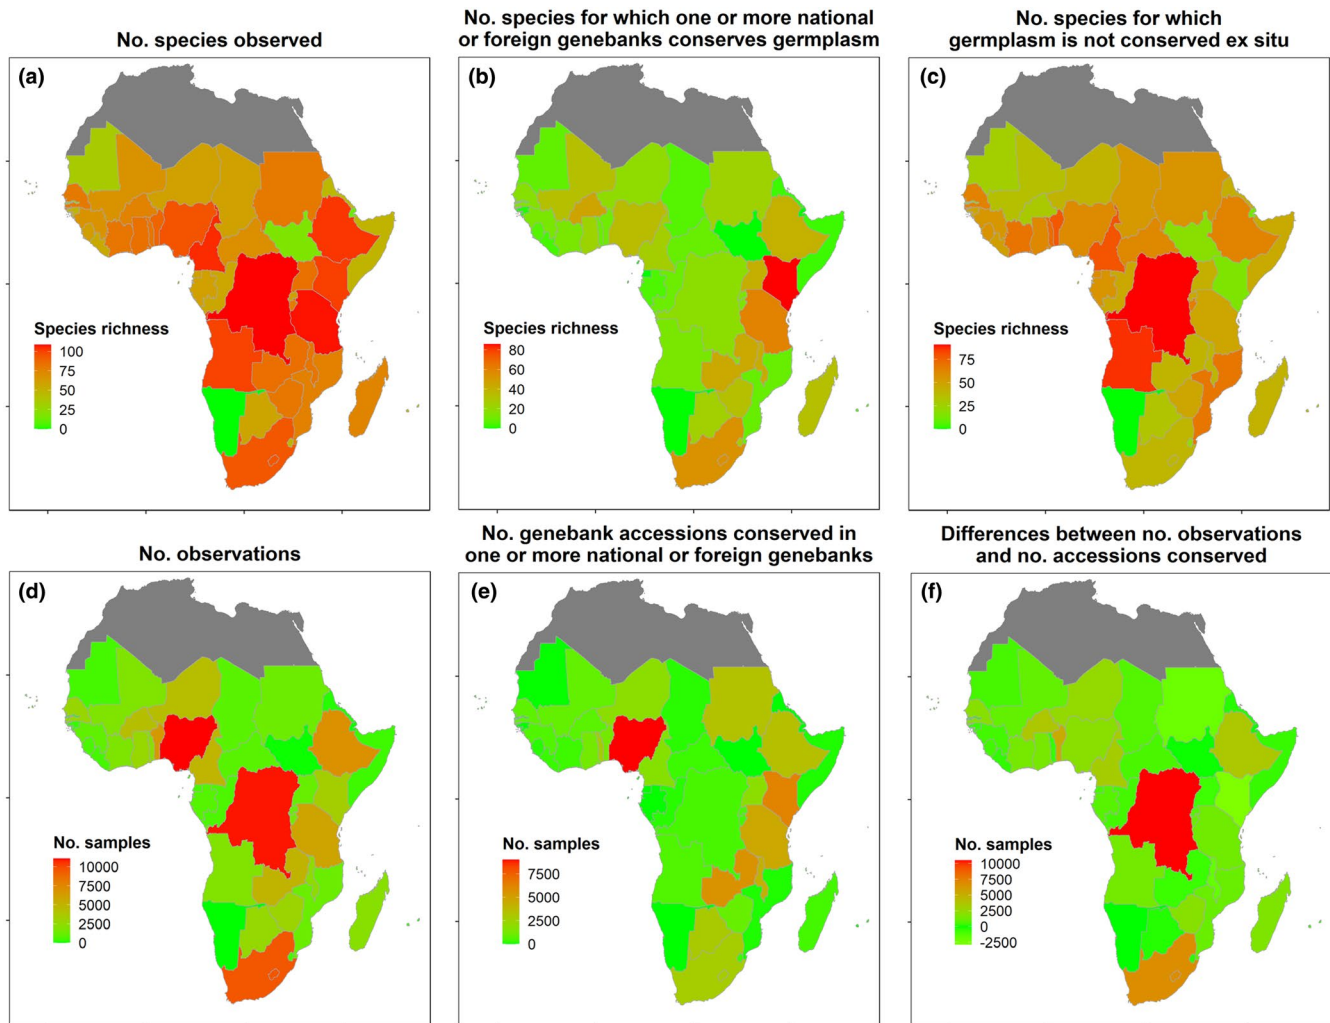 No. species observed
No. species for which one or more national
or foreign genebanks conserves germplasm
No. species for which
germplasm is not conserved ex situ
(a)
Species richness
100
75
50
25
0
(b)
Species richness
80
60
40
20
0
(c)
Species richness
75
50
25
0
No. observations
No. genebank accessions conserved in
one or more national or foreign genebanks
Differences between no. observations
and no. accessions conserved
(d)
No. samples
10000
7500
5000
2500
0
(e)
No. samples
7500
5000
2500
0
(f)
No. samples
10000
7500
5000
2500
0
-2500